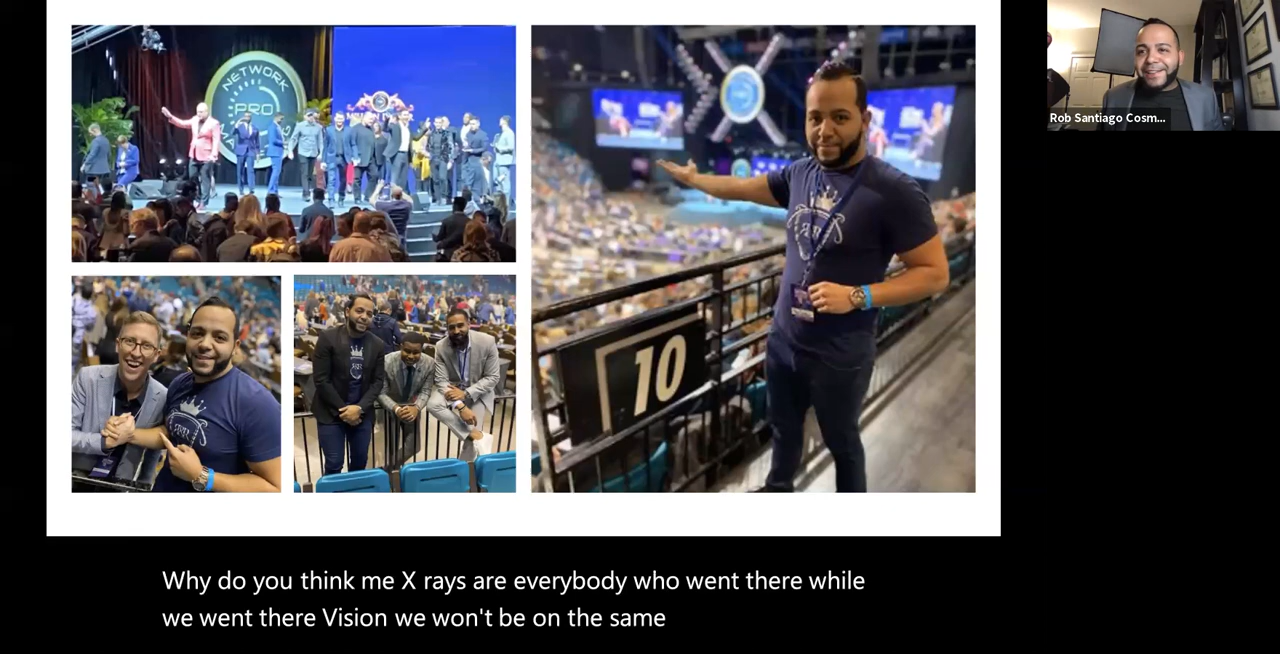 NETWORK
PRO
10
Rob Santiago Cosm...
Why do you think me X rays are everybody who went there while
we went there Vision we won't be on the same